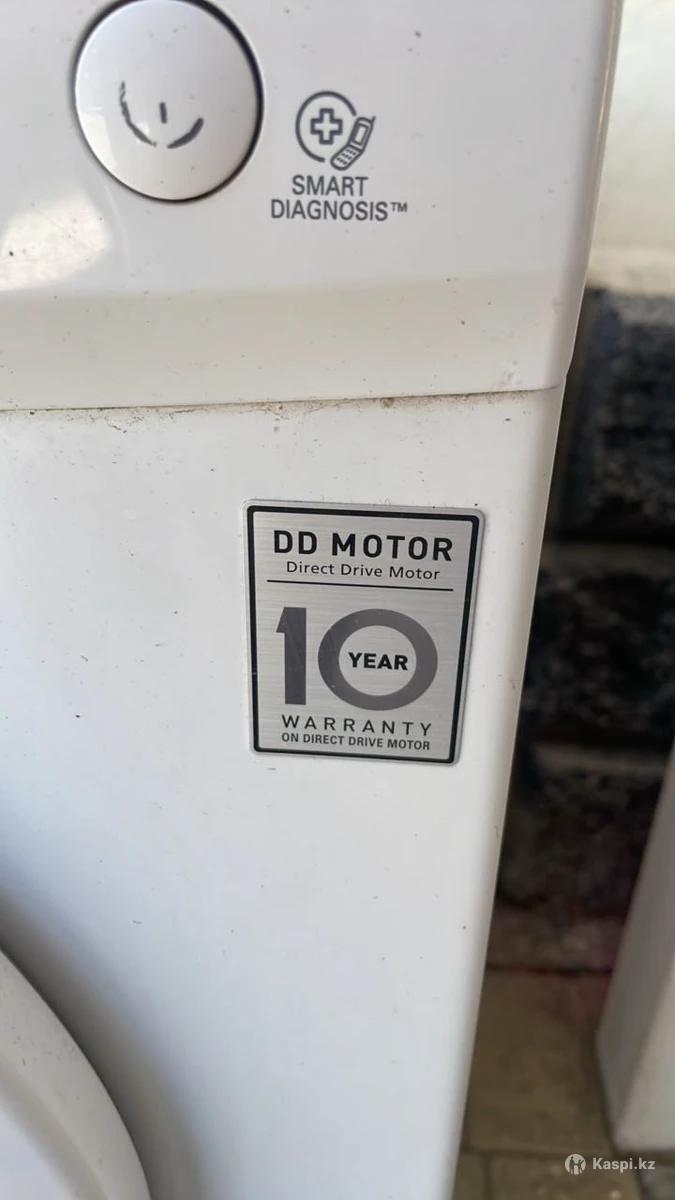 SMART
DIAGNOSIS™
DD MOTOR
Direct Drive Motor
10
YEAR
WARRANTY
ON DIRECT DRIVE MOTOR
Kaspi.kz